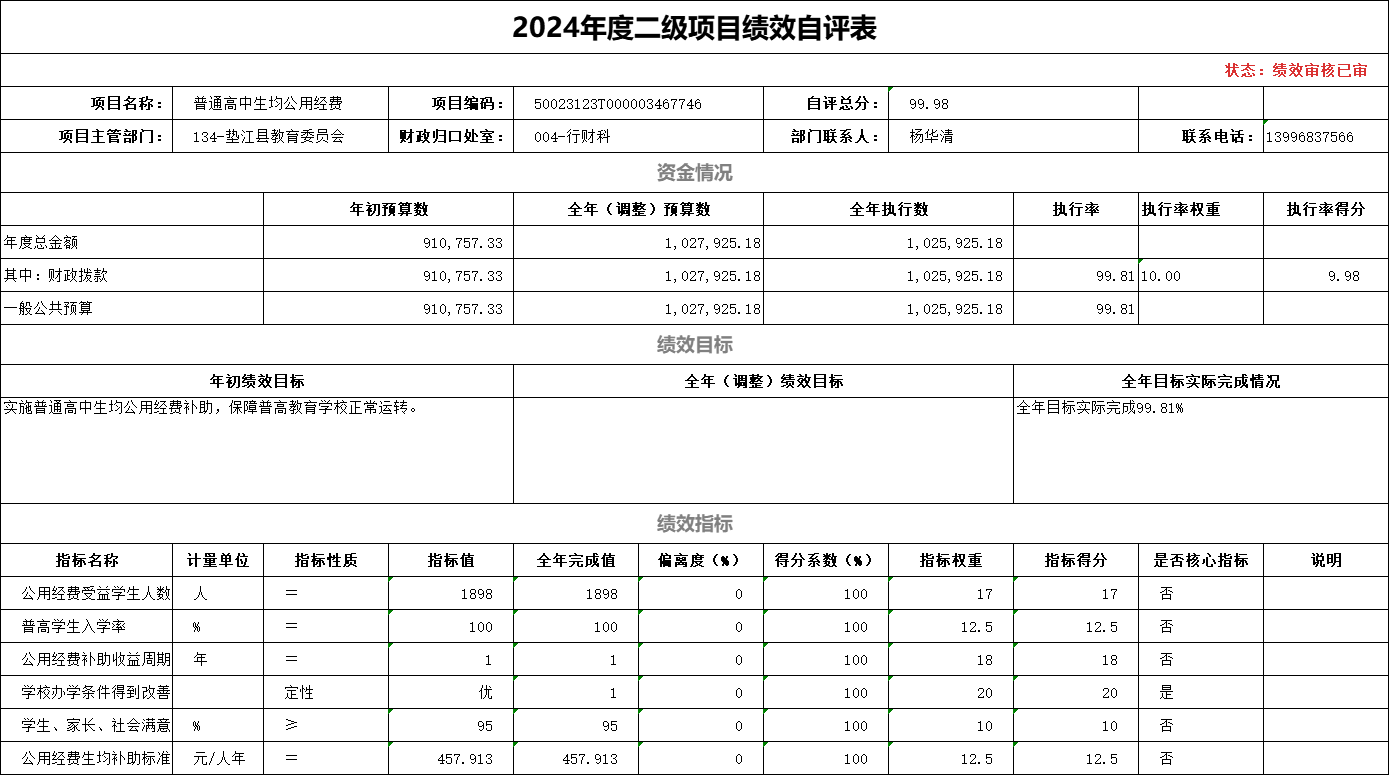 2024年度二级项目绩效自评表
状态：绩效审核已审
项目名称： 普通高中生均公用经费 项目编码： 50023123T000003467746 自评总分： 99.98
项目主管部门： 134-垫江县教育委员会 财政归口处室： 004-行财科 部门联系人： 杨华清 联系电话： 13996837566
资金情况
年初预算数 全年（调整）预算数 全年执行数 执行率 执行率权重 执行率得分
年度总金额 910,757.33 1,027,925.18 1,025,925.18
其中：财政拨款 910,757.33 1,027,925.18 1,025,925.18 99.81 10.00 9.98
一般公共预算 910,757.33 1,027,925.18 1,025,925.18 99.81
绩效目标
年初绩效目标 全年（调整）绩效目标 全年目标实际完成情况
实施普通高中生均公用经费补助，保障普高教育学校正常运转。 全年目标实际完成99.81%
绩效指标
指标名称 计量单位 指标性质 指标值 全年完成值 偏离度（%） 得分系数（%） 指标权重 指标得分 是否核心指标 说明
公用经费受益学生人数 人 ＝ 1898 1898 0 100 17 17 否
普高学生入学率 % ＝ 100 100 0 100 12.5 12.5 否
公用经费补助收益周期 年 ＝ 1 1 0 100 18 18 否
学校办学条件得到改善 定性 优 1 0 100 20 20 是
学生、家长、社会满意 % ≥ 95 95 0 100 10 10 否
公用经费生均补助标准 元/人年 ＝ 457.913 457.913 0 100 12.5 12.5 否